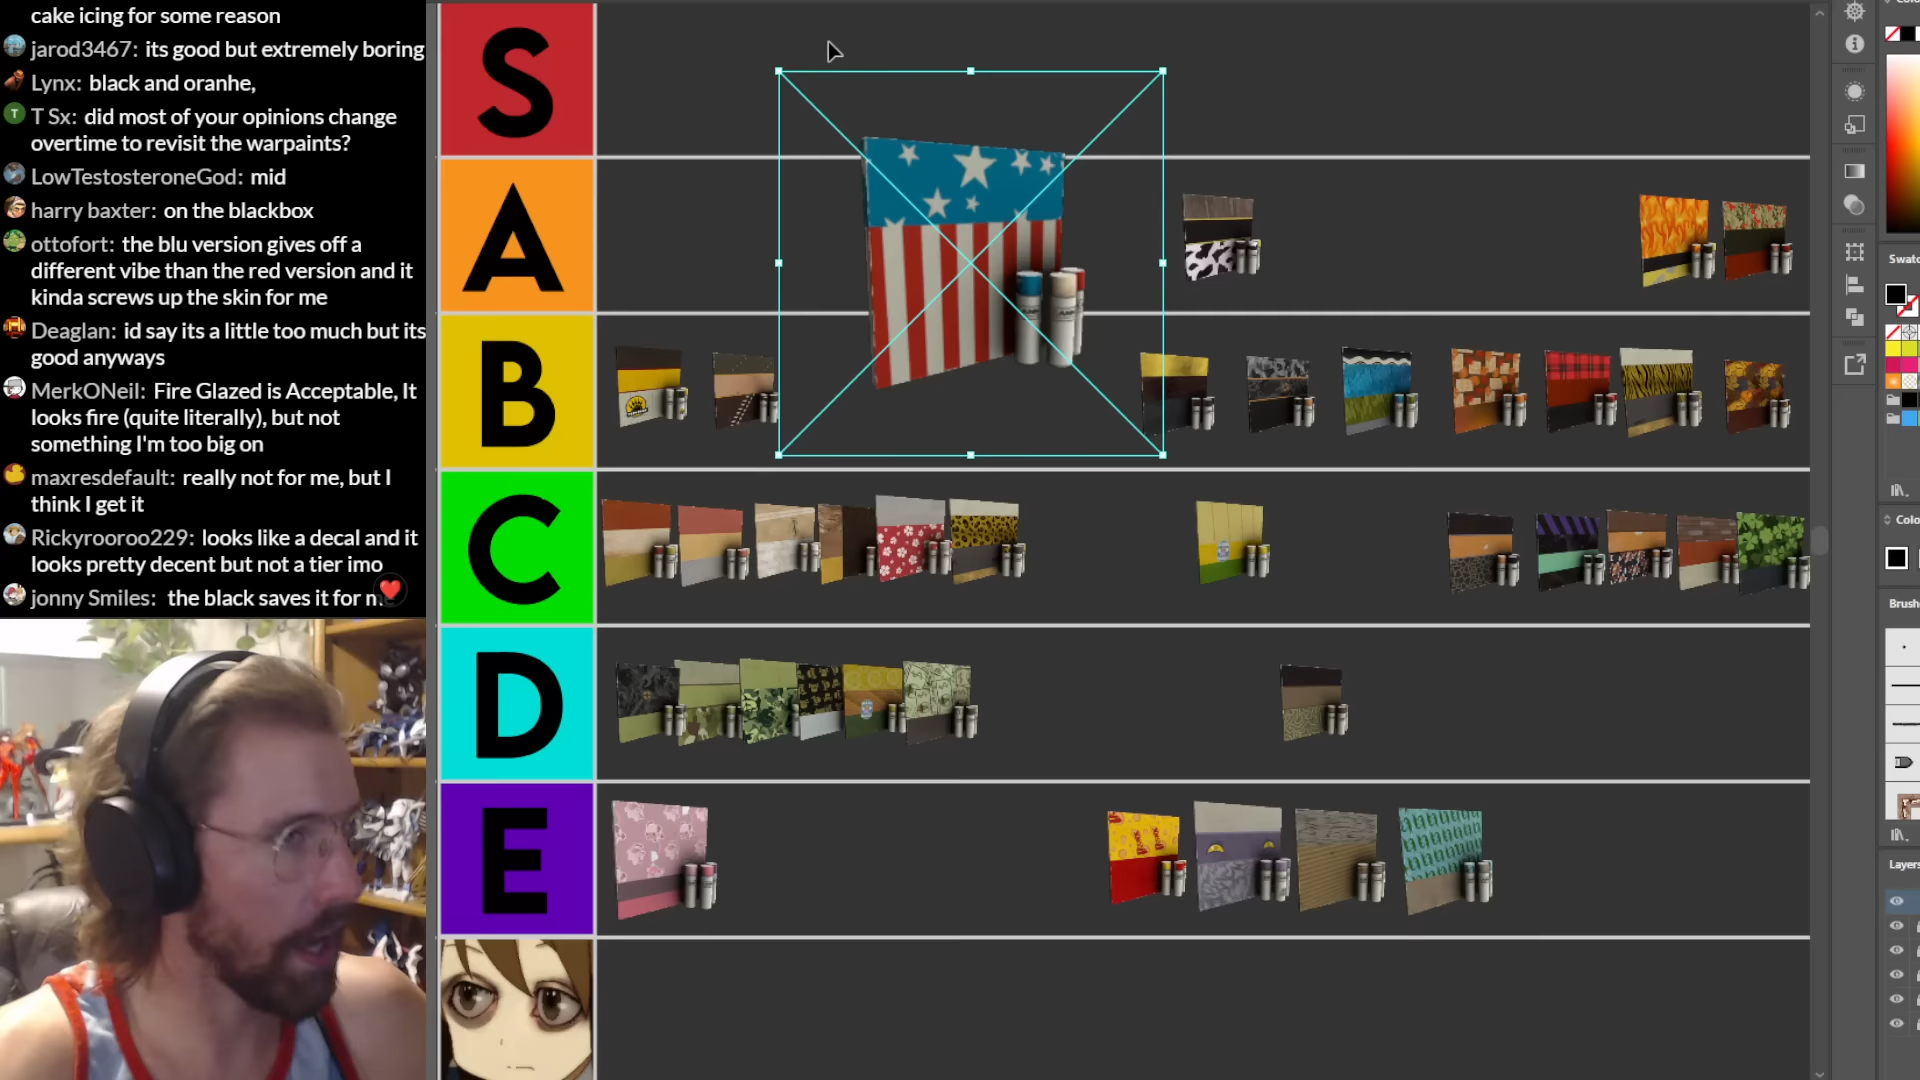 cake icing for some reason
jarod3467: its good but extremely boring
Lynx: black and oranhe,
T T Sx: did most of your opinions change
overtime to revisit the warpaints?
LowTestosteroneGod: mid
harry baxter: on the blackbox
ottofort: the blu version gives off a
different vibe than the red version and it
kinda screws up the skin for me
Deaglan: id say its a little too much but its
good anyways
MerkONeil: Fire Glazed is Acceptable, It
looks fire (quite literally), but not
something I'm too big on
maxresdefault: really not for me, but I
think I get it
Rickyrooroo229: looks like a decal and it
looks pretty decent but not a tier imo
jonny Smiles: the black saves it for m
S
A
B
C
D
E
Swatc
Colo
Brush
Layers